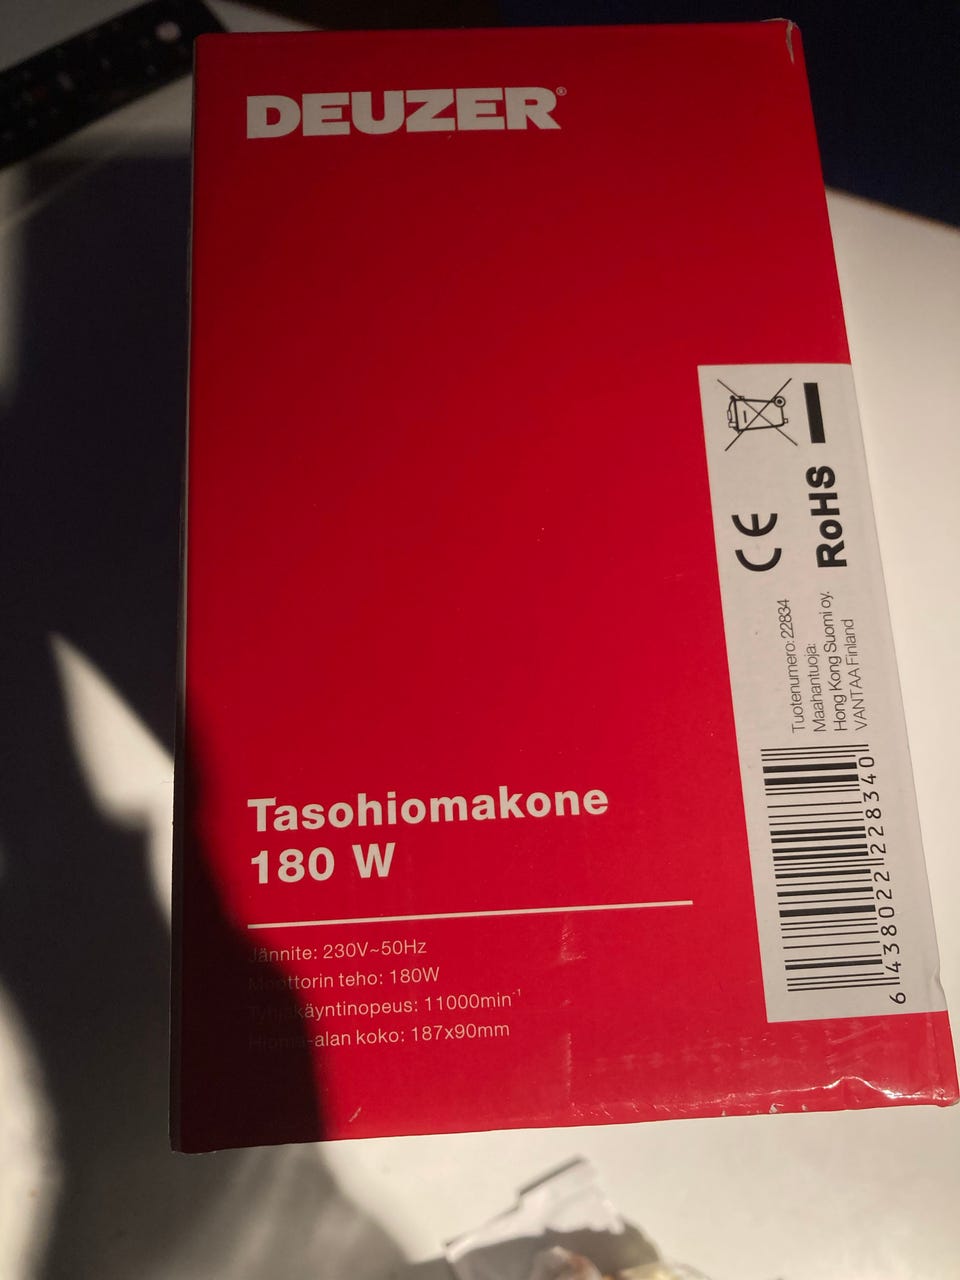 DEUZER®
Tasohiomakone
180 W
Jännite: 230V~50Hz
Moottorin teho: 180W
Tyhjäkäyntinopeus: 11000min⁻¹
Hioma-alan koko: 187x90mm
CE
RoHS
Tuotenumero: 22834
Maahantuoja:
Hong Kong Suomi oy.
VANTAA Finland
6 438022 228340